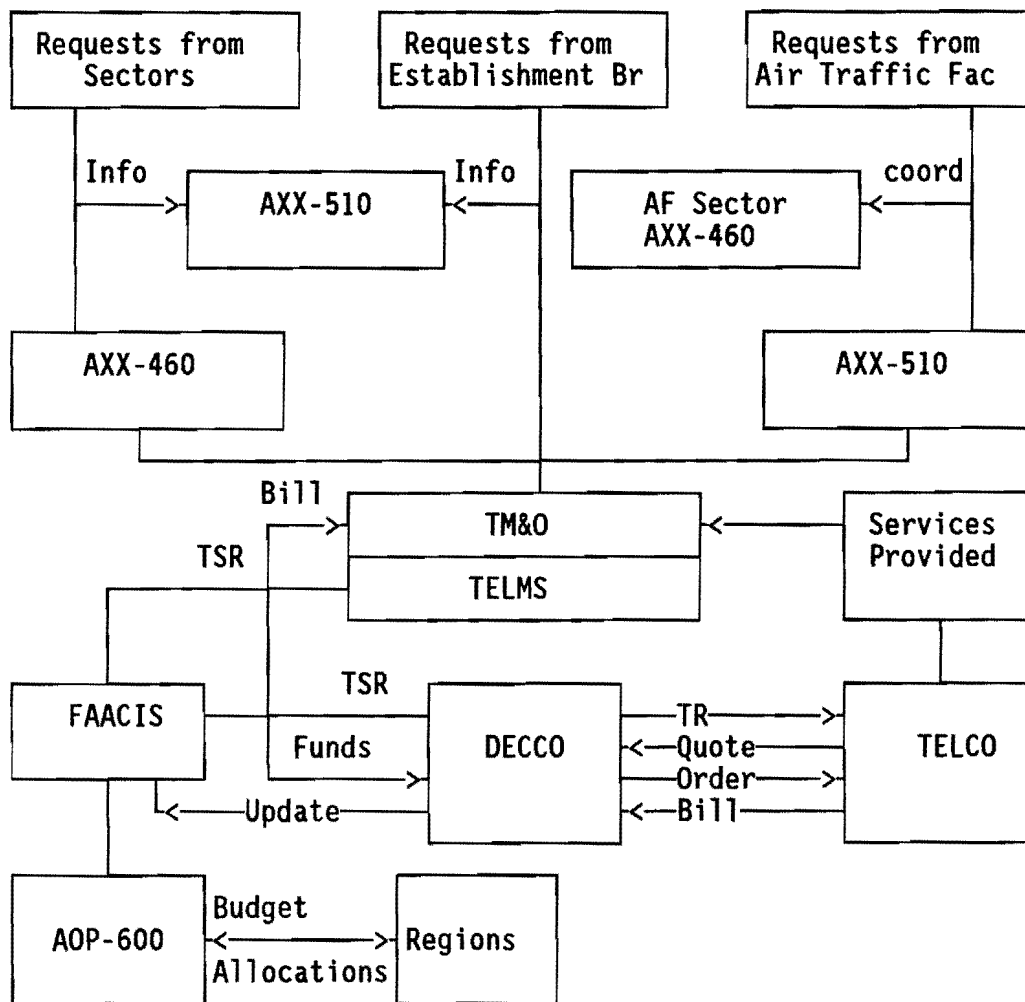 Requests from
Sectors
Requests from
Establishment Br
Requests from
Air Traffic Fac
Info
AXX-510
Info
AF Sector
AXX-460
coord
AXX-460
AXX-510
Bill
TM&O
Services
Provided
TSR
TELMS
TSR
FAACIS
DECCO
TR
TELCO
Funds
Quote
Order
Update
Bill
Budget
AOP-600
Regions
Allocations